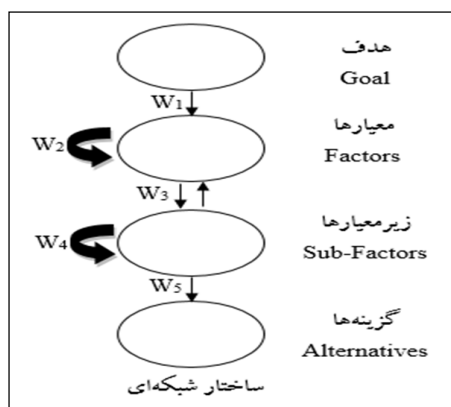 هدف
Goal
W1
معیارها
Factors
W2
W3
زیرمعیارها
Sub-Factors
W4
W5
گزینه‌ها
Alternatives
ساختار شبکه‌ای